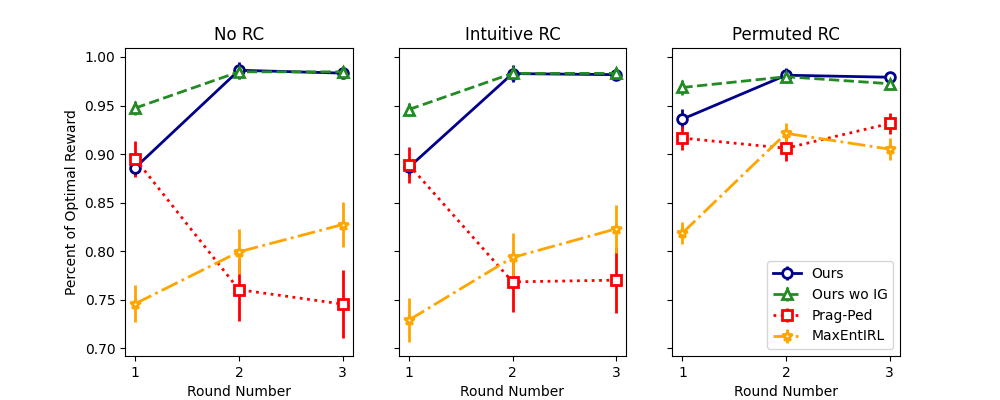 No RC
Intuitive RC
Permuted RC
Percent of Optimal Reward
1.00
0.95
0.90
0.85
0.80
0.75
0.70
1 2 3
Round Number
1 2 3
Round Number
1 2 3
Round Number
Ours
Ours wo IG
Prag-Ped
MaxEntIRL